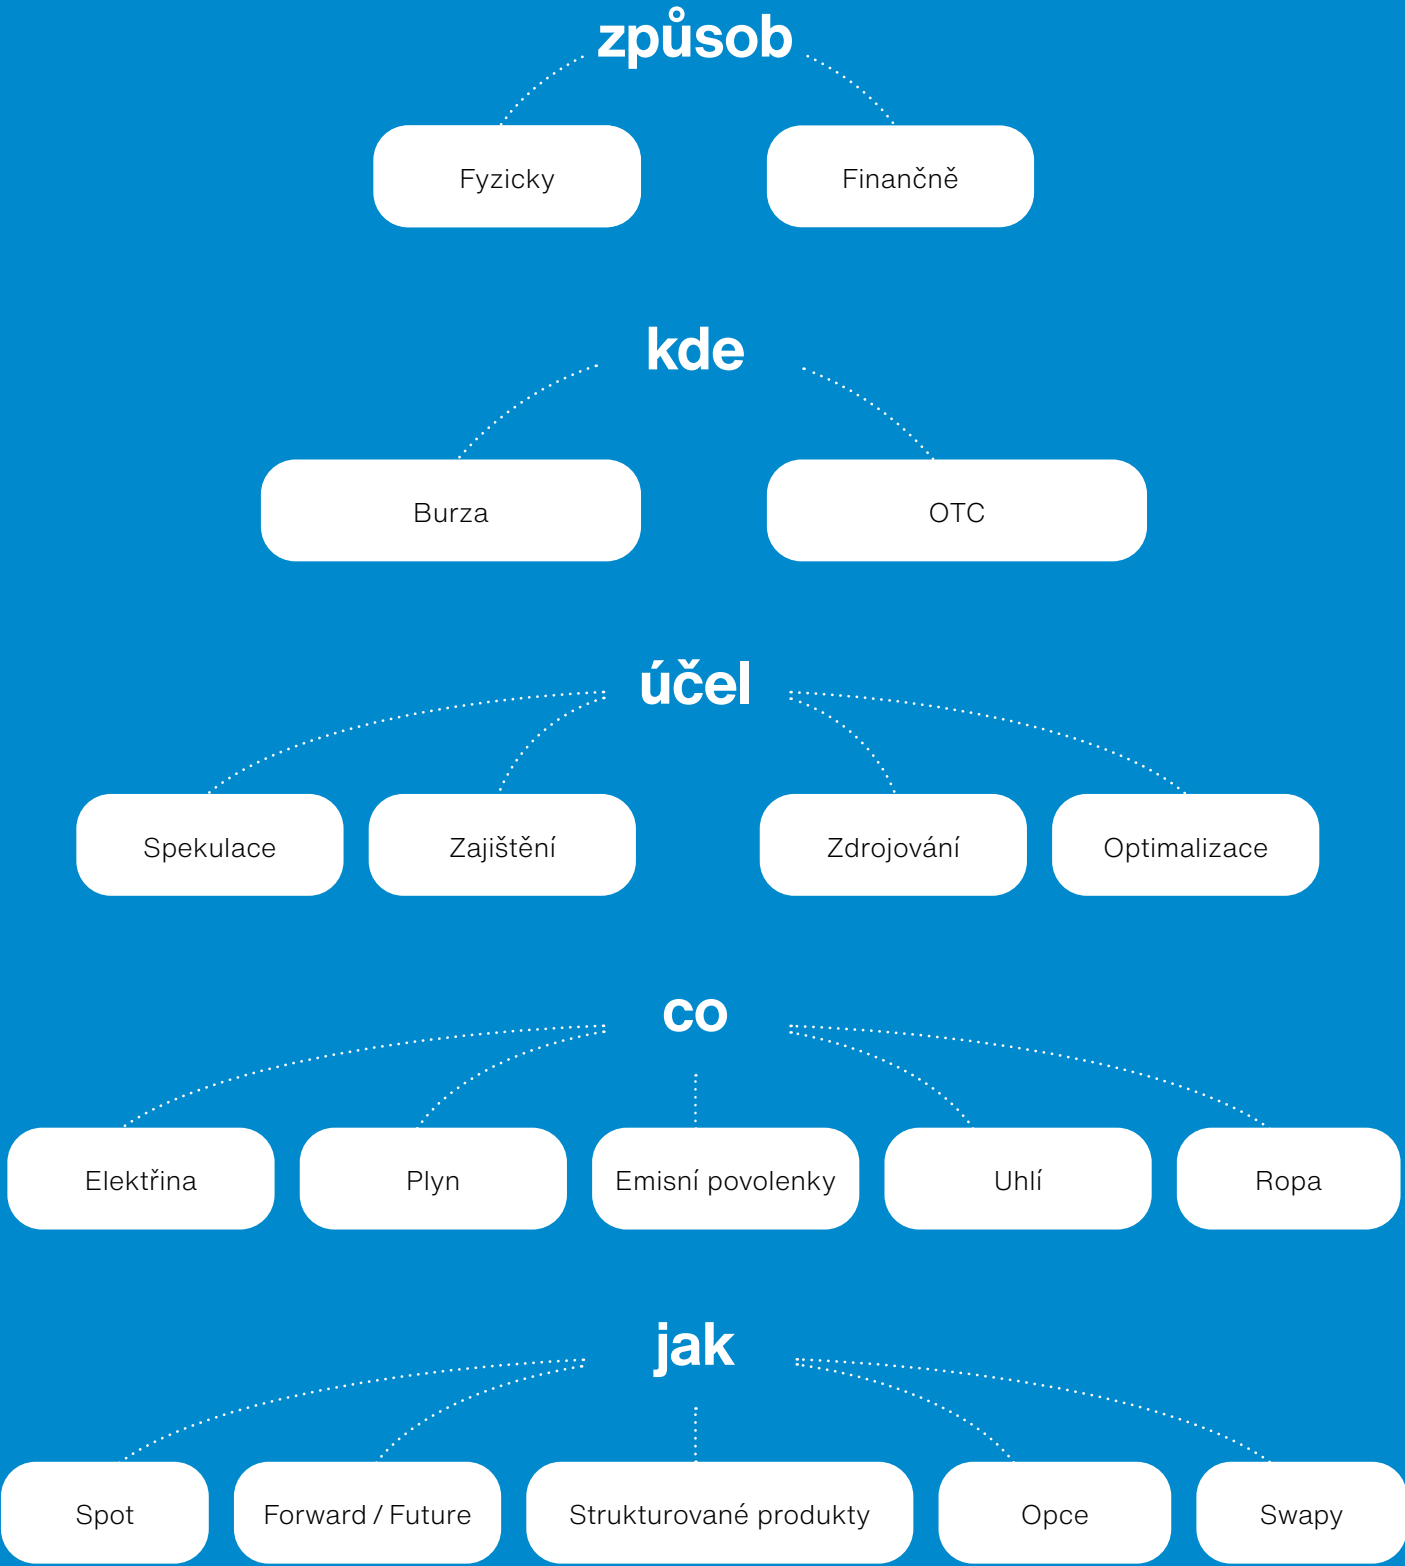 způsob
Fyzicky
Finančně
kde
Burza
OTC
účel
Spekulace
Zajištění
Zdrojování
Optimalizace
co
Elektřina
Plyn
Emisní povolenky
Uhlí
Ropa
jak
Spot
Forward / Future
Strukturované produkty
Opce
Swapy